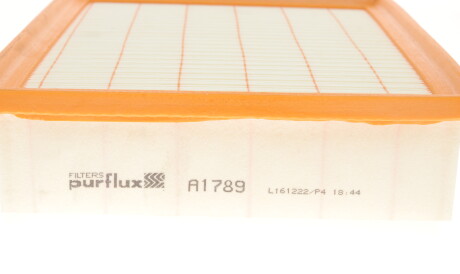 FILTERS
purflux
A1789
L161222/P4 18:44